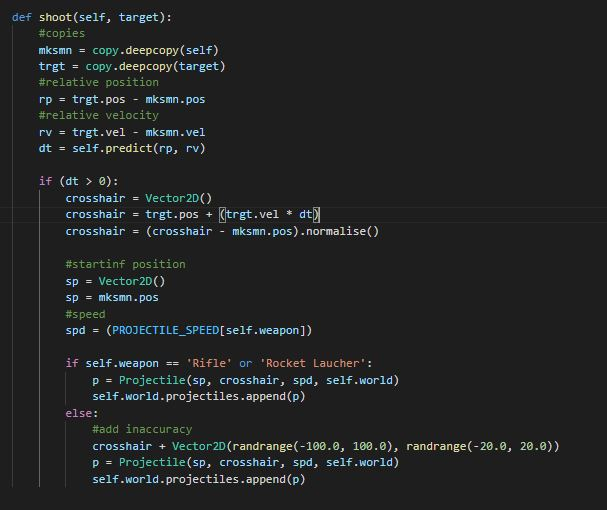 def shoot(self, target):
#copies
mksmn = copy.deepcopy(self)
trgt = copy.deepcopy(target)
#relative position
rp = trgt.pos - mksmn.pos
#relative velocity
rv = trgt.vel - mksmn.vel
dt = self.predict(rp, rv)
if (dt > 0):
crosshair = Vector2D()
crosshair = trgt.pos + (trgt.vel * dt)
crosshair = (crosshair - mksmn.pos).normalise()
#startinf position
sp = Vector2D()
sp = mksmn.pos
#speed
spd = (PROJECTILE_SPEED[self.weapon])
if self.weapon == 'Rifle' or 'Rocket Laucher':
p = Projectile(sp, crosshair, spd, self.world)
self.world.projectiles.append(p)
else:
#add inaccuracy
crosshair + Vector2D(randrange(-100.0, 100.0), randrange(-20.0, 20.0))
p = Projectile(sp, crosshair, spd, self.world)
self.world.projectiles.append(p)